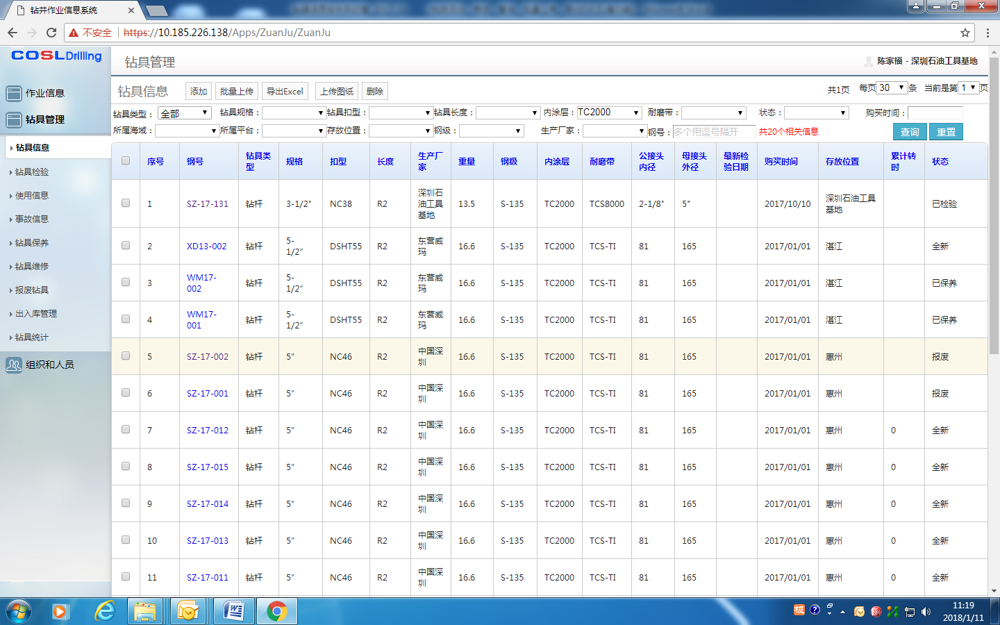 钻井作业信息系统
不安全 https://10.185.226.138/Apps/ZuanJu/ZuanJu
COSLDrilling
作业信息
钻具管理
钻具信息
钻具检验
使用信息
事故信息
钻具保养
钻具维修
报废钻具
出入库管理
钻具统计
组织和人员
钻具管理
陈家福 - 深圳石油工具基地
钻具信息 添加 批量上传 导出Excel 上传图纸 删除 共1页 每页 30 条 当前是第 1 页
钻具类型： 全部 钻具规格： 钻具扣型： 钻具长度： 内涂层： TC2000 耐磨带： 状态： 购买时间：
所属海域： 所属平台： 存放位置： 钢级： 生产厂家： 钢号： 多个用逗号隔开 共20个相关信息 查询 重置
序号 钢号 钻具类型 规格 扣型 长度 生产厂家 重量 钢级 内涂层 耐磨带 公接头内径 母接头外径 最新检验日期 购买时间 存放位置 累计转时 状态
1 SZ-17-131 钻杆 3-1/2" NC38 R2 深圳石油工具基地 13.5 S-135 TC2000 TCS8000 2-1/8" 5" 2017/10/10 深圳石油工具基地 已检验
2 XD13-002 钻杆 5-1/2" DSHT55 R2 东营威玛 16.6 S-135 TC2000 TCS-TI 81 165 2017/01/01 湛江 全新
3 WM17-002 钻杆 5-1/2" DSHT55 R2 东营威玛 16.6 S-135 TC2000 TCS-TI 81 165 2017/01/01 湛江 已保养
4 WM17-001 钻杆 5-1/2" DSHT55 R2 东营威玛 16.6 S-135 TC2000 TCS-TI 81 165 2017/01/01 湛江 已保养
5 SZ-17-002 钻杆 5" NC46 R2 中国深圳 16.6 S-135 TC2000 TCS-TI 81 165 2017/01/01 惠州 报废
6 SZ-17-001 钻杆 5" NC46 R2 中国深圳 16.6 S-135 TC2000 TCS-TI 81 165 2017/01/01 惠州 报废
7 SZ-17-012 钻杆 5" NC46 R2 中国深圳 16.6 S-135 TC2000 TCS-TI 81 165 2017/01/01 惠州 0 全新
8 SZ-17-015 钻杆 5" NC46 R2 中国深圳 16.6 S-135 TC2000 TCS-TI 81 165 2017/01/01 惠州 0 全新
9 SZ-17-014 钻杆 5" NC46 R2 中国深圳 16.6 S-135 TC2000 TCS-TI 81 165 2017/01/01 惠州 0 全新
10 SZ-17-013 钻杆 5" NC46 R2 中国深圳 16.6 S-135 TC2000 TCS-TI 81 165 2017/01/01 惠州 0 全新
11 SZ-17-011 钻杆 5" NC46 R2 中国深圳 16.6 S-135 TC2000 TCS-TI 81 165 2017/01/01 惠州 0 全新
11:19
2018/1/11